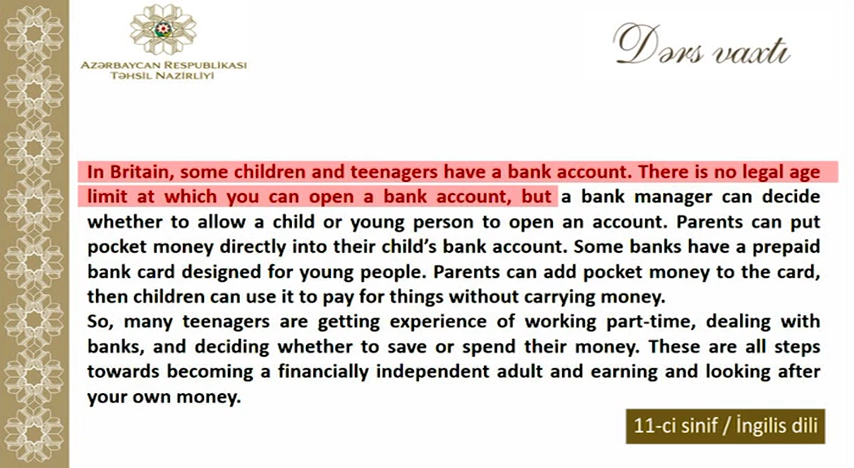 AZƏRBAYCAN RESPUBLİKASI
TƏHSİL NAZİRLİYİ
Dərs vaxtı
In Britain, some children and teenagers have a bank account. There is no legal age
limit at which you can open a bank account, but a bank manager can decide
whether to allow a child or young person to open an account. Parents can put
pocket money directly into their child’s bank account. Some banks have a prepaid
bank card designed for young people. Parents can add pocket money to the card,
then children can use it to pay for things without carrying money.
So, many teenagers are getting experience of working part-time, dealing with
banks, and deciding whether to save or spend their money. These are all steps
towards becoming a financially independent adult and earning and looking after
your own money.
11-ci sinif / İngilis dili